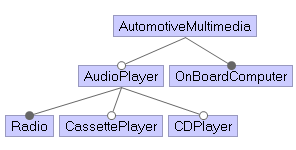 AutomotiveMultimedia
AudioPlayer OnBoardComputer
Radio CassettePlayer CDPlayer